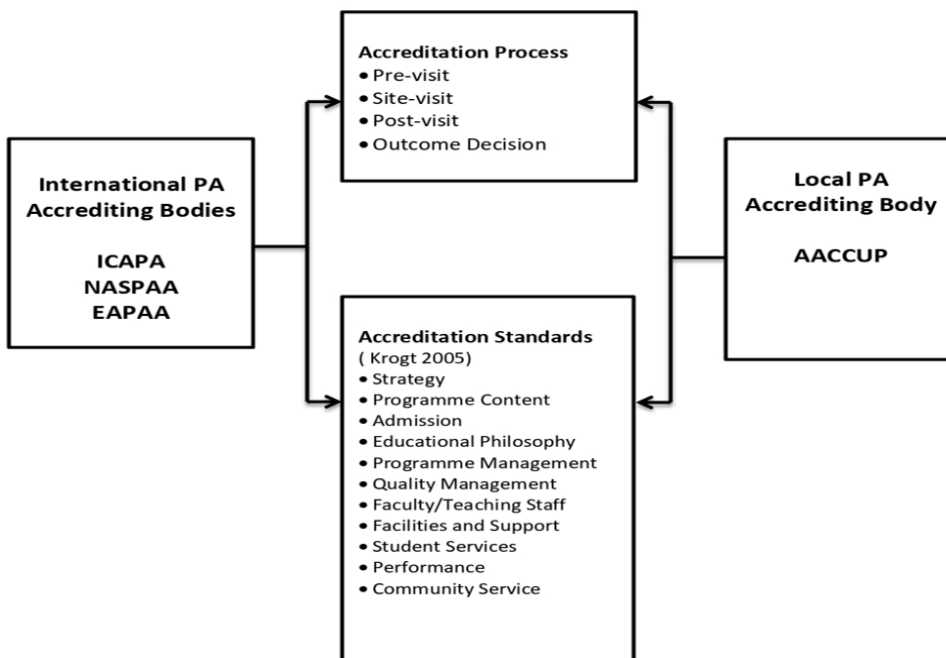 Accreditation Process
• Pre-visit
• Site-visit
• Post-visit
• Outcome Decision
International PA
Accrediting Bodies
ICAPA
NASPAA
EAPAA
Local PA
Accrediting Body
AACCUP
Accreditation Standards
( Krogt 2005)
• Strategy
• Programme Content
• Admission
• Educational Philosophy
• Programme Management
• Quality Management
• Faculty/Teaching Staff
• Facilities and Support
• Student Services
• Performance
• Community Service